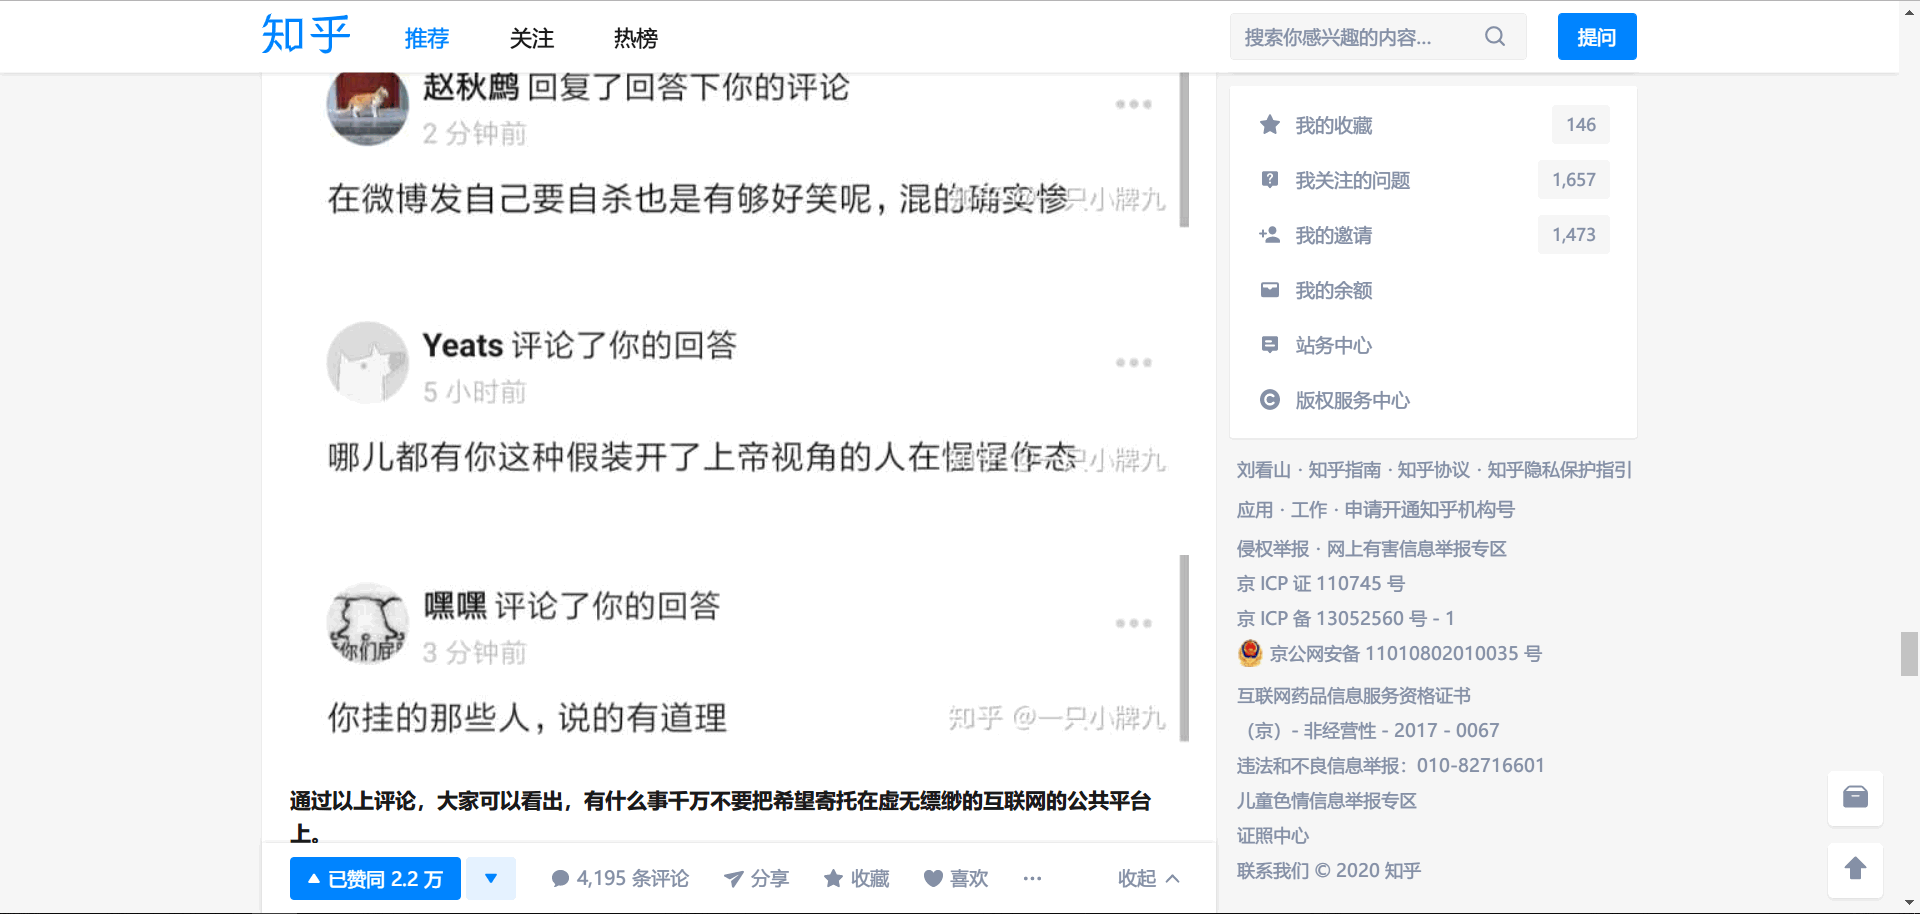 知乎
推荐
关注
热榜
搜索你感兴趣的内容...
提问
赵秋鹧 回复了回答下你的评论
2 分钟前
在微博发自己要自杀也是有够好笑呢，混的确实惨
知乎 @一只小牌九
Yeats 评论了你的回答
5 小时前
哪儿都有你这种假装开了上帝视角的人在惺惺作态
知乎 @一只小牌九
嘿嘿 评论了你的回答
你们屁
3 分钟前
你挂的那些人，说的有道理
知乎 @一只小牌九
通过以上评论，大家可以看出，有什么事千万不要把希望寄托在虚无缥缈的互联网的公共平台
上。
已赞同 2.2 万
4,195 条评论
分享
收藏
喜欢
收起
我的收藏
146
我关注的问题
1,657
我的邀请
1,473
我的余额
站务中心
版权服务中心
刘看山 · 知乎指南 · 知乎协议 · 知乎隐私保护指引
应用 · 工作 · 申请开通知乎机构号
侵权举报 · 网上有害信息举报专区
京 ICP 证 110745 号
京 ICP 备 13052560 号 - 1
京公网安备 11010802010035 号
互联网药品信息服务资格证书
（京）- 非经营性 - 2017 - 0067
违法和不良信息举报：010-82716601
儿童色情信息举报专区
证照中心
联系我们 © 2020 知乎